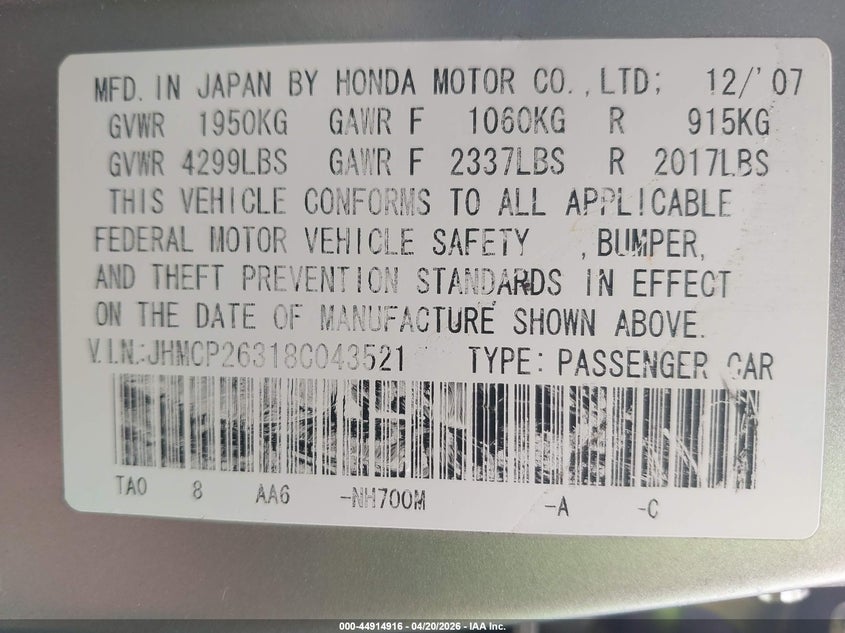 MFD. IN JAPAN BY HONDA MOTOR CO., LTD; 12/'07
GVWR 1950KG GAWR F 1060KG R 915KG
GVWR 4299LBS GAWR F 2337LBS R 2017LBS
THIS VEHICLE CONFORMS TO ALL APPLICABLE
FEDERAL MOTOR VEHICLE SAFETY , BUMPER,
AND THEFT PREVENTION STANDARDS IN EFFECT
ON THE DATE OF MANUFACTURE SHOWN ABOVE.
V.I.N.:JHMCP26318C043521 TYPE: PASSENGER CAR
TA0 8 AA6 -NH700M -A -C
000-44914916 - 04/20/2026 - IAA Inc.